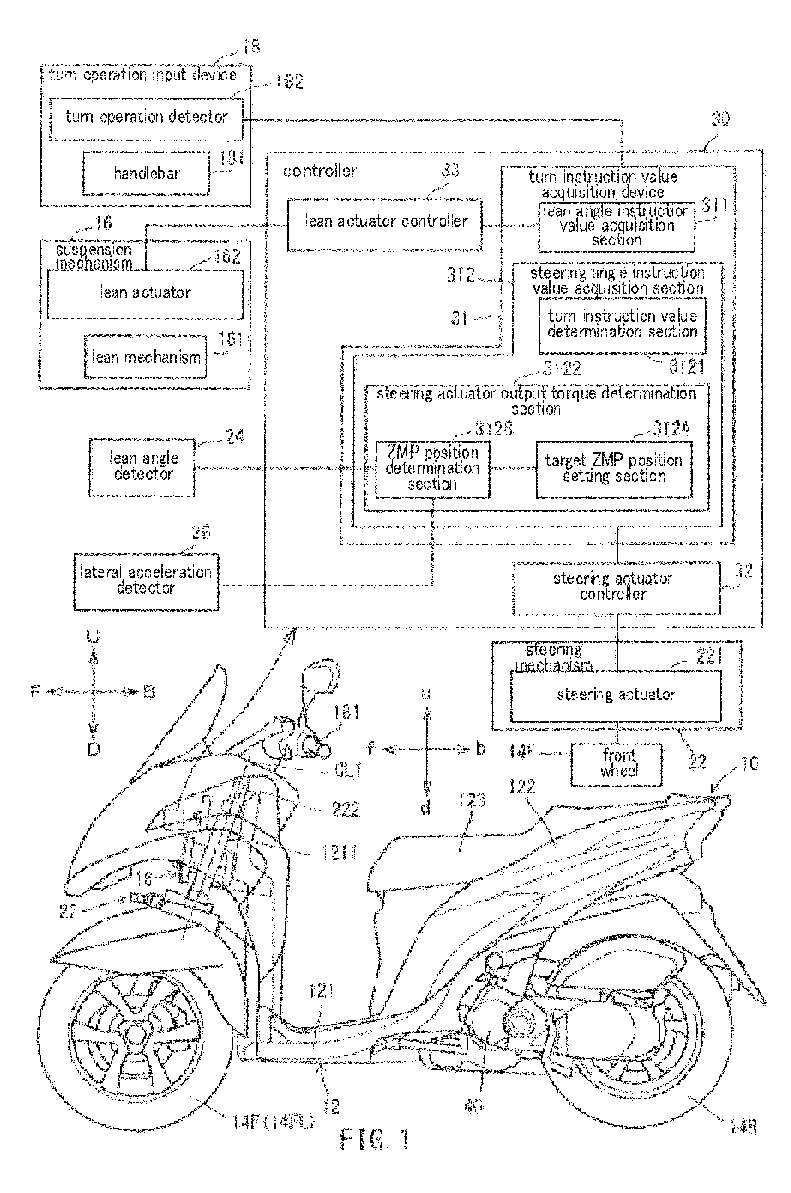 18
turn operation input device
182
turn operation detector
181
handlebar
30
controller
33
lean actuator controller
turn instruction value
acquisition device
311
lean angle instruction
value acquisition
section
16
suspension
mechanism
162
lean actuator
161
lean mechanism
312
31
steering angle instruction
value acquisition section
turn instruction value
determination section
3121
3122
steering actuator output torque determination
section
ZMP position
determination
section
312A
target ZMP position
setting section
24
lean angle
detector
26
lateral acceleration
detector
32
steering actuator
controller
steering
mechanism
221
steering actuator
22
14F
front
wheel
U
F
B
D
u
f
b
d
181
222
1211
16
22
10
122
123
121
12
40
14F(14FL)
14R
FIG. 1